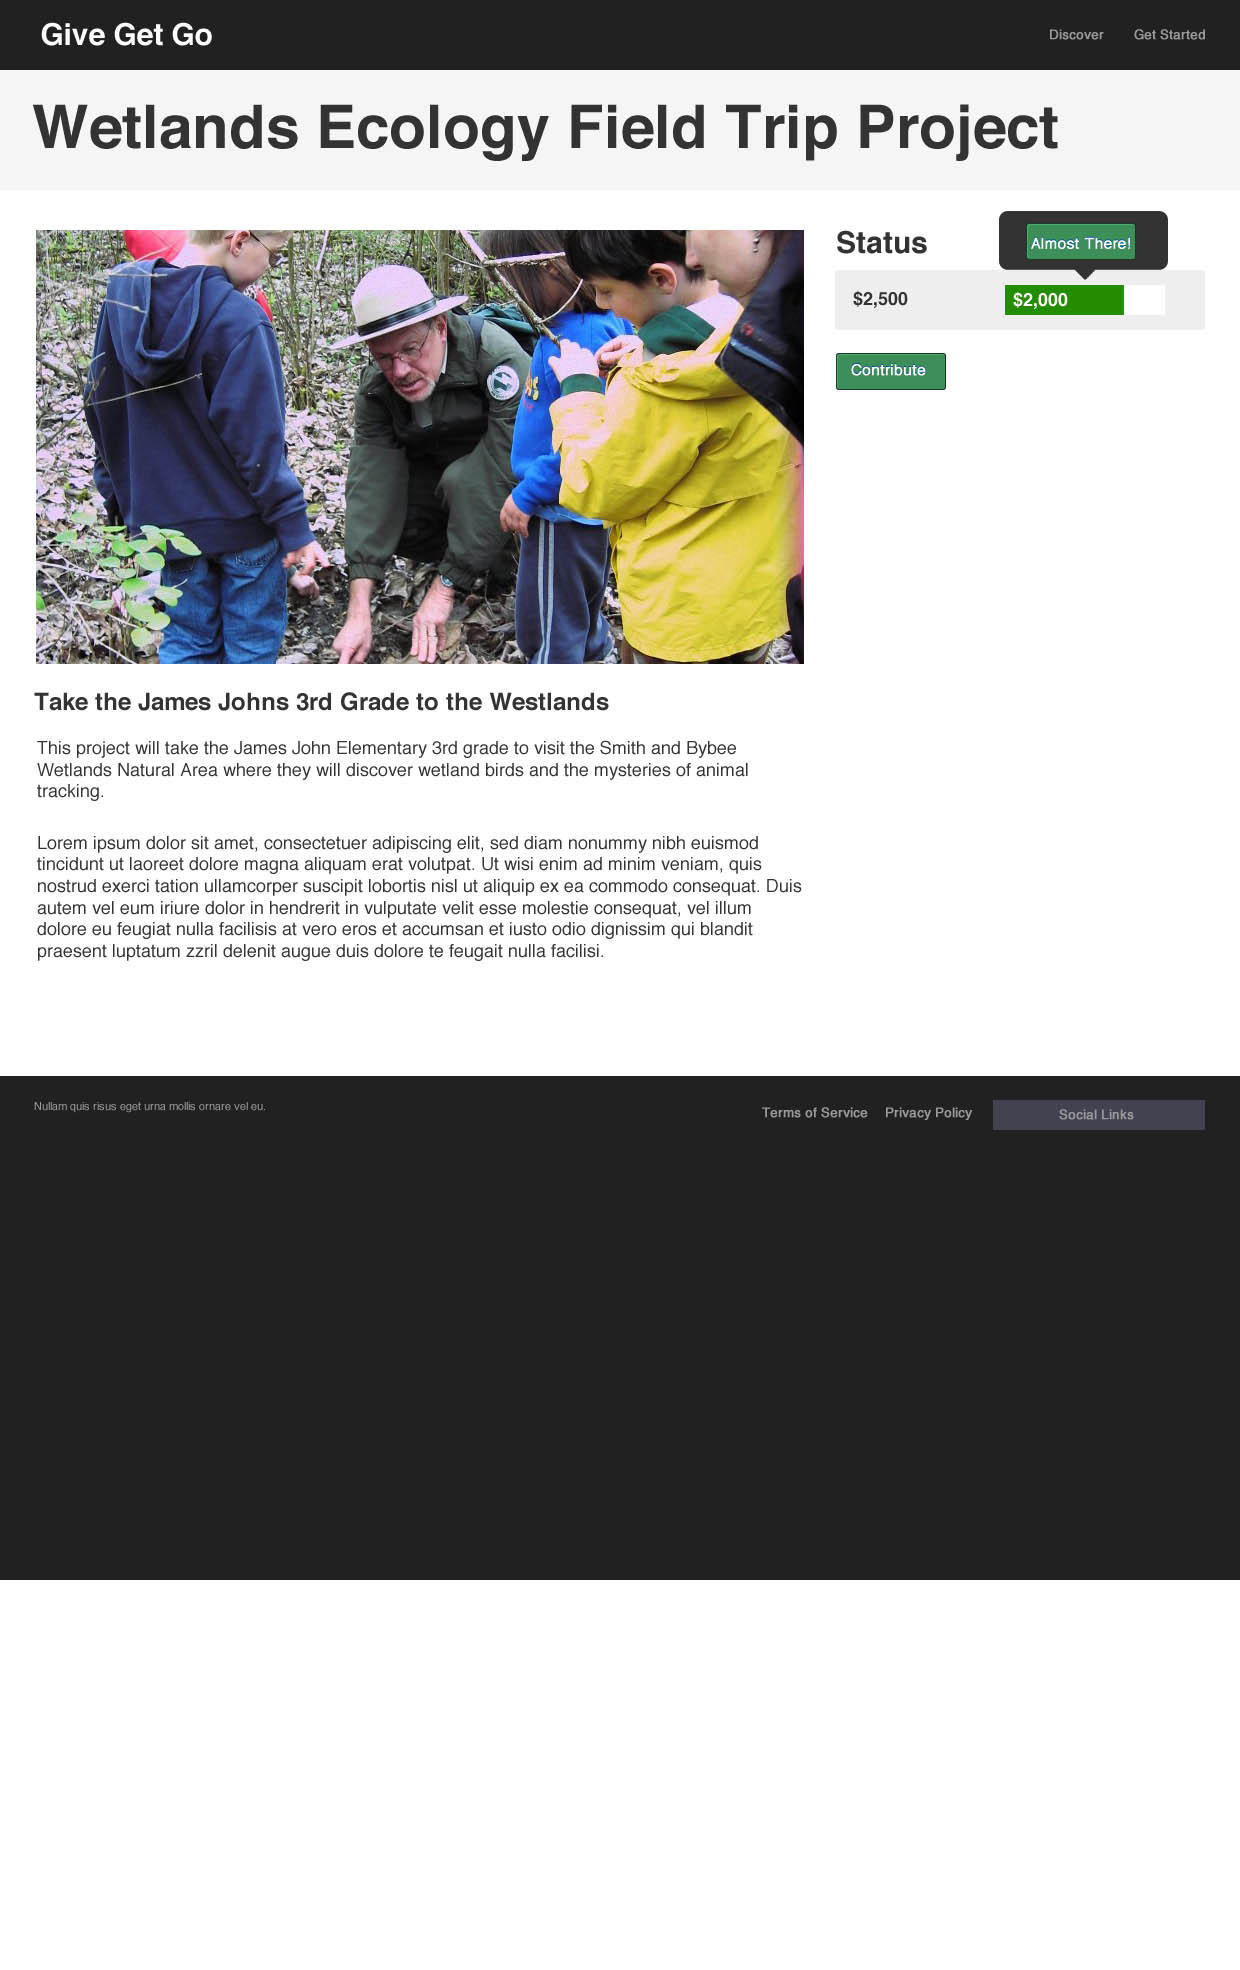 Give Get Go
Discover
Get Started
Wetlands Ecology Field Trip Project
Status
Almost There!
$2,500
$2,000
Contribute
Take the James Johns 3rd Grade to the Westlands
This project will take the James John Elementary 3rd grade to visit the Smith and Bybee
Wetlands Natural Area where they will discover wetland birds and the mysteries of animal
tracking.
Lorem ipsum dolor sit amet, consectetuer adipiscing elit, sed diam nonummy nibh euismod
tincidunt ut laoreet dolore magna aliquam erat volutpat. Ut wisi enim ad minim veniam, quis
nostrud exerci tation ullamcorper suscipit lobortis nisl ut aliquip ex ea commodo consequat. Duis
autem vel eum iriure dolor in hendrerit in vulputate velit esse molestie consequat, vel illum
dolore eu feugiat nulla facilisis at vero eros et accumsan et iusto odio dignissim qui blandit
praesent luptatum zzril delenit augue duis dolore te feugait nulla facilisi.
Nullam quis risus eget urna mollis ornare vel eu.
Terms of Service
Privacy Policy
Social Links